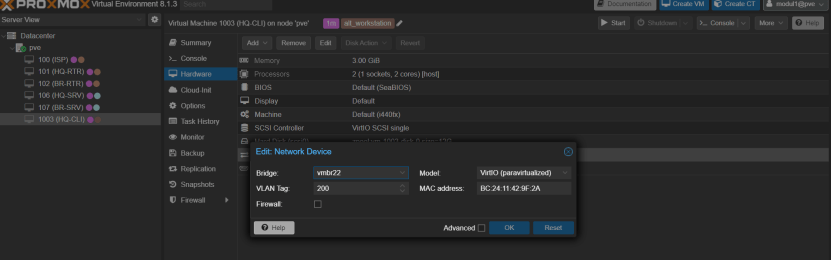 PROXMOX Virtual Environment 8.1.3 Search
Documentation Create VM Create CT modul1@pve
Server View
Virtual Machine 1003 (HQ-CLI) on node 'pve' 1th alt_workstation
Start Shutdown Console More Help
Datacenter
pve
100 (ISP)
101 (HQ-RTR)
102 (BR-RTR)
106 (HQ-SRV)
107 (BR-SRV)
1003 (HQ-CLI)
Summary
Console
Hardware
Cloud-Init
Options
Task History
Monitor
Backup
Replication
Snapshots
Firewall
Add Remove Edit Disk Action Revert
Memory 3.00 GiB
Processors 2 (1 sockets, 2 cores) [host]
BIOS Default (SeaBIOS)
Display Default
Machine Default (i440fx)
SCSI Controller VirtIO SCSI single
Edit: Network Device
Bridge: vmbr22 Model: VirtIO (paravirtualized)
VLAN Tag: 200 MAC address: BC:24:11:42:9F:2A
Firewall:
Help Advanced OK Reset